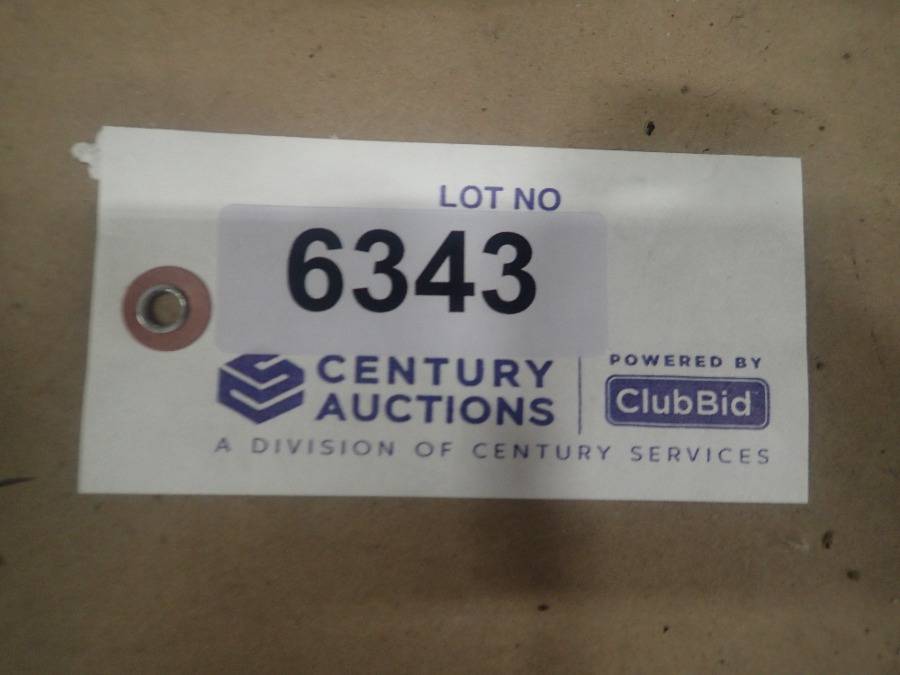 LOT NO
6343
CENTURY
AUCTIONS
A DIVISION OF CENTURY SERVICES
POWERED BY
ClubBid